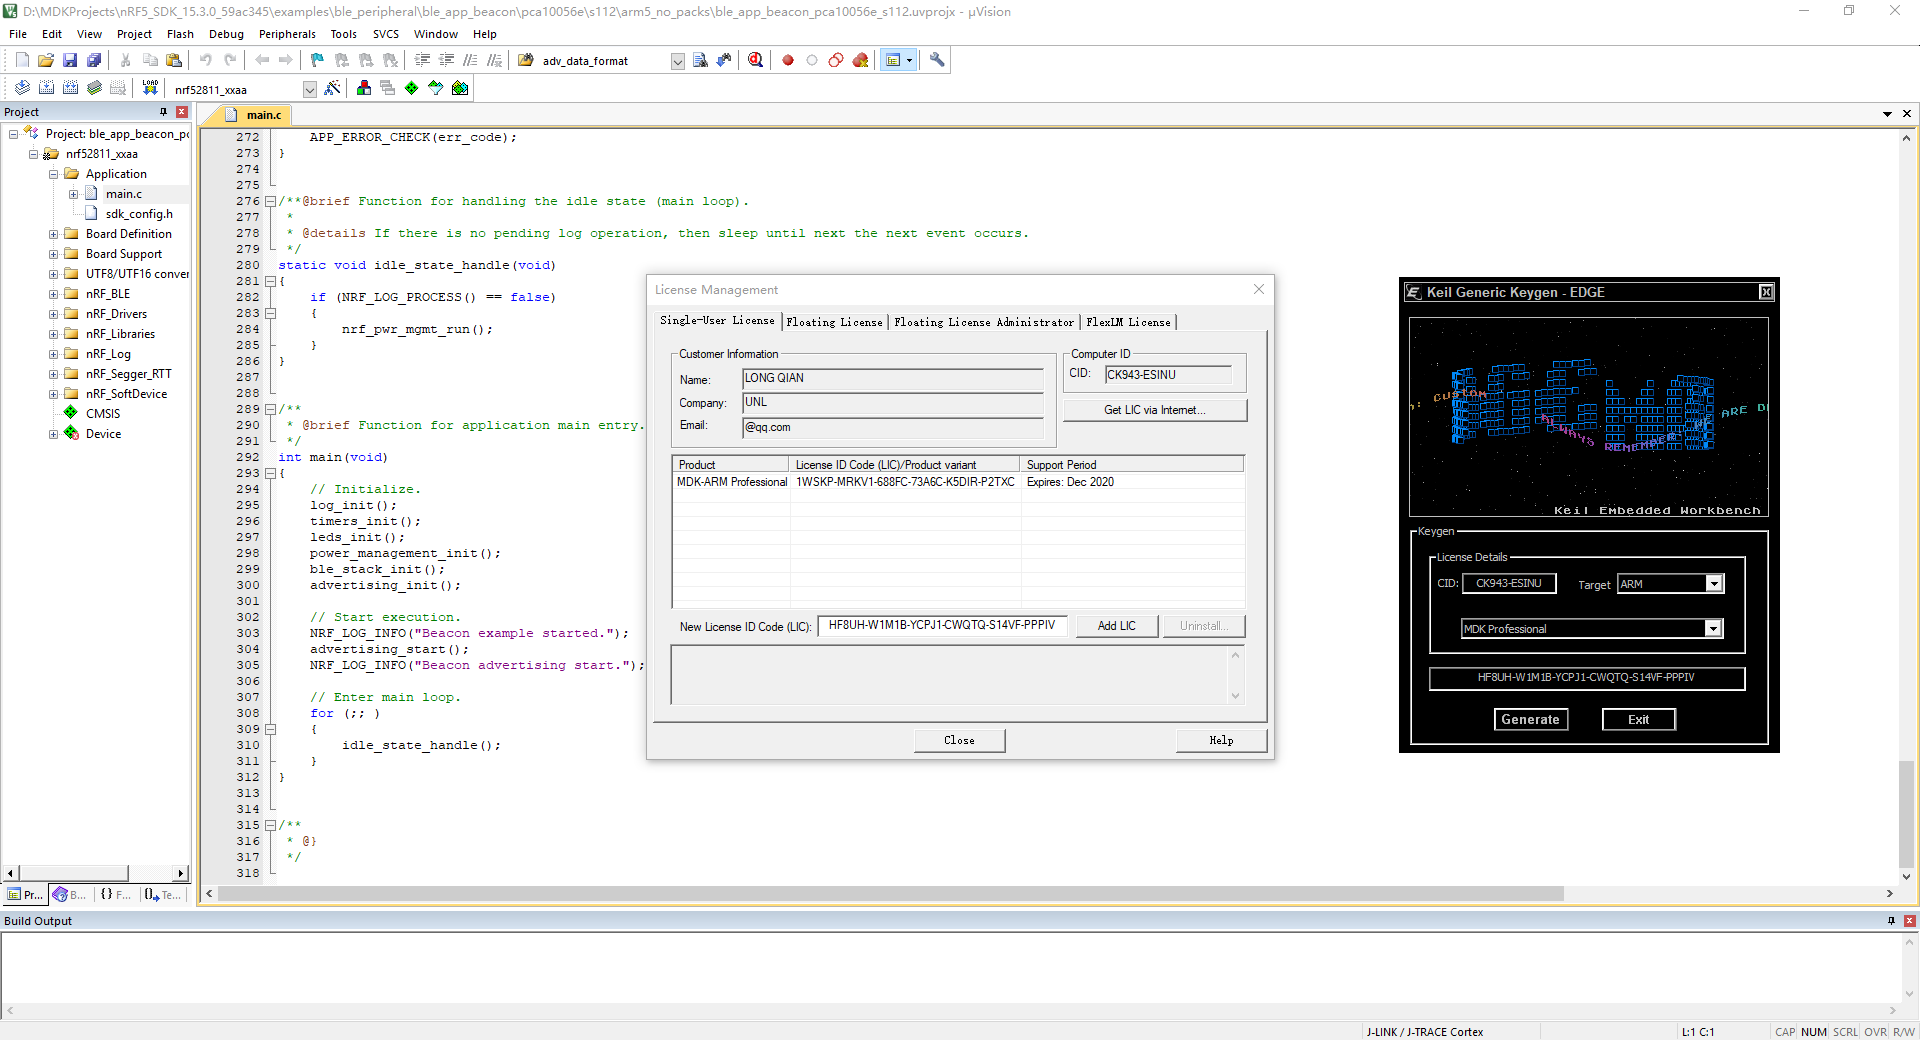 D:\MDKProjects\nRF5_SDK_15.3.0_59ac345\examples\ble_peripheral\ble_app_beacon\pca10056e\s112\arm5_no_packs\ble_app_beacon_pca10056e_s112.uvprojx - µVision
File Edit View Project Flash Debug Peripherals Tools SVCS Window Help
adv_data_format
LOAD nrf52811_xxaa
Project
main.c
Project: ble_app_beacon_pc
nrf52811_xxaa
Application
main.c
sdk_config.h
Board Definition
Board Support
UTF8/UTF16 conver
nRF_BLE
nRF_Drivers
nRF_Libraries
nRF_Log
nRF_Segger_RTT
nRF_SoftDevice
CMSIS
Device
Pr... B... {} F... Te...
272 APP_ERROR_CHECK(err_code);
273 }
274
275
276 /**@brief Function for handling the idle state (main loop).
277 *
278 * @details If there is no pending log operation, then sleep until next the next event occurs.
279 */
280 static void idle_state_handle(void)
281 {
282 if (NRF_LOG_PROCESS() == false)
283 {
284 nrf_pwr_mgmt_run();
285 }
286 }
287
288
289 /**
290 * @brief Function for application main entry.
291 */
292 int main(void)
293 {
294 // Initialize.
295 log_init();
296 timers_init();
297 leds_init();
298 power_management_init();
299 ble_stack_init();
300 advertising_init();
301
302 // Start execution.
303 NRF_LOG_INFO("Beacon example started.");
304 advertising_start();
305 NRF_LOG_INFO("Beacon advertising start.");
306
307 // Enter main loop.
308 for (;; )
309 {
310 idle_state_handle();
311 }
312 }
313
314
315 /**
316 * @}
317 */
318
License Management
Single-User License Floating License Floating License Administrator FlexLM License
Customer Information
Name: LONG QIAN
Company: UNL
Email: @qq.com
Computer ID
CID: CK943-ESINU
Get LIC via Internet...
Product License ID Code (LIC)/Product variant Support Period
MDK-ARM Professional 1WSKP-MRKV1-688FC-73A6C-K5DIR-P2TXC Expires: Dec 2020
New License ID Code (LIC): HF8UH-W1M1B-YCPJ1-CWQTQ-S14VF-PPPIV Add LIC Uninstall...
Close Help
Keil Generic Keygen - EDGE
: CUSTOM
ALWAYS REMEMBER WE ARE
Keil Embedded Workbench
Keygen
License Details
CID: CK943-ESINU Target ARM
MDK Professional
HF8UH-W1M1B-YCPJ1-CWQTQ-S14VF-PPPIV
Generate Exit
Build Output
J-LINK / J-TRACE Cortex L:1 C:1 CAP NUM SCRL OVR R/W